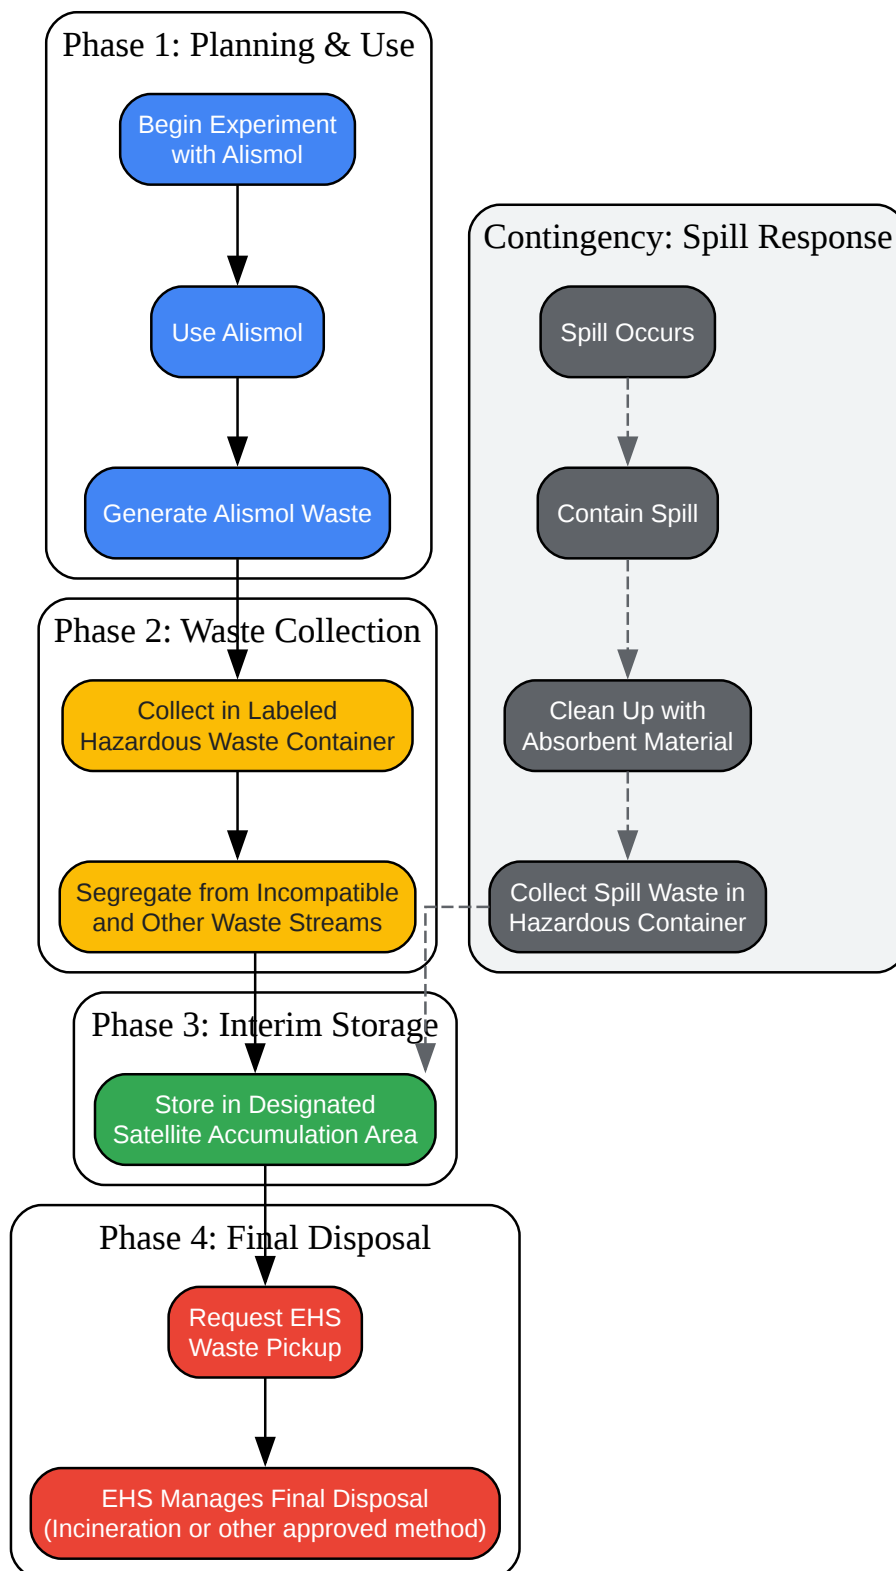 Phase 1: Planning & Use
Begin Experiment
with Alismol
Use Alismol
Generate Alismol Waste
Contingency: Spill Response
Spill Occurs
Contain Spill
Clean Up with
Absorbent Material
Collect Spill Waste in
Hazardous Container
Phase 2: Waste Collection
Collect in Labeled
Hazardous Waste Container
Segregate from Incompatible
and Other Waste Streams
Phase 3: Interim Storage
Store in Designated
Satellite Accumulation Area
Phase 4: Final Disposal
Request EHS
Waste Pickup
EHS Manages Final Disposal
(Incineration or other approved method)